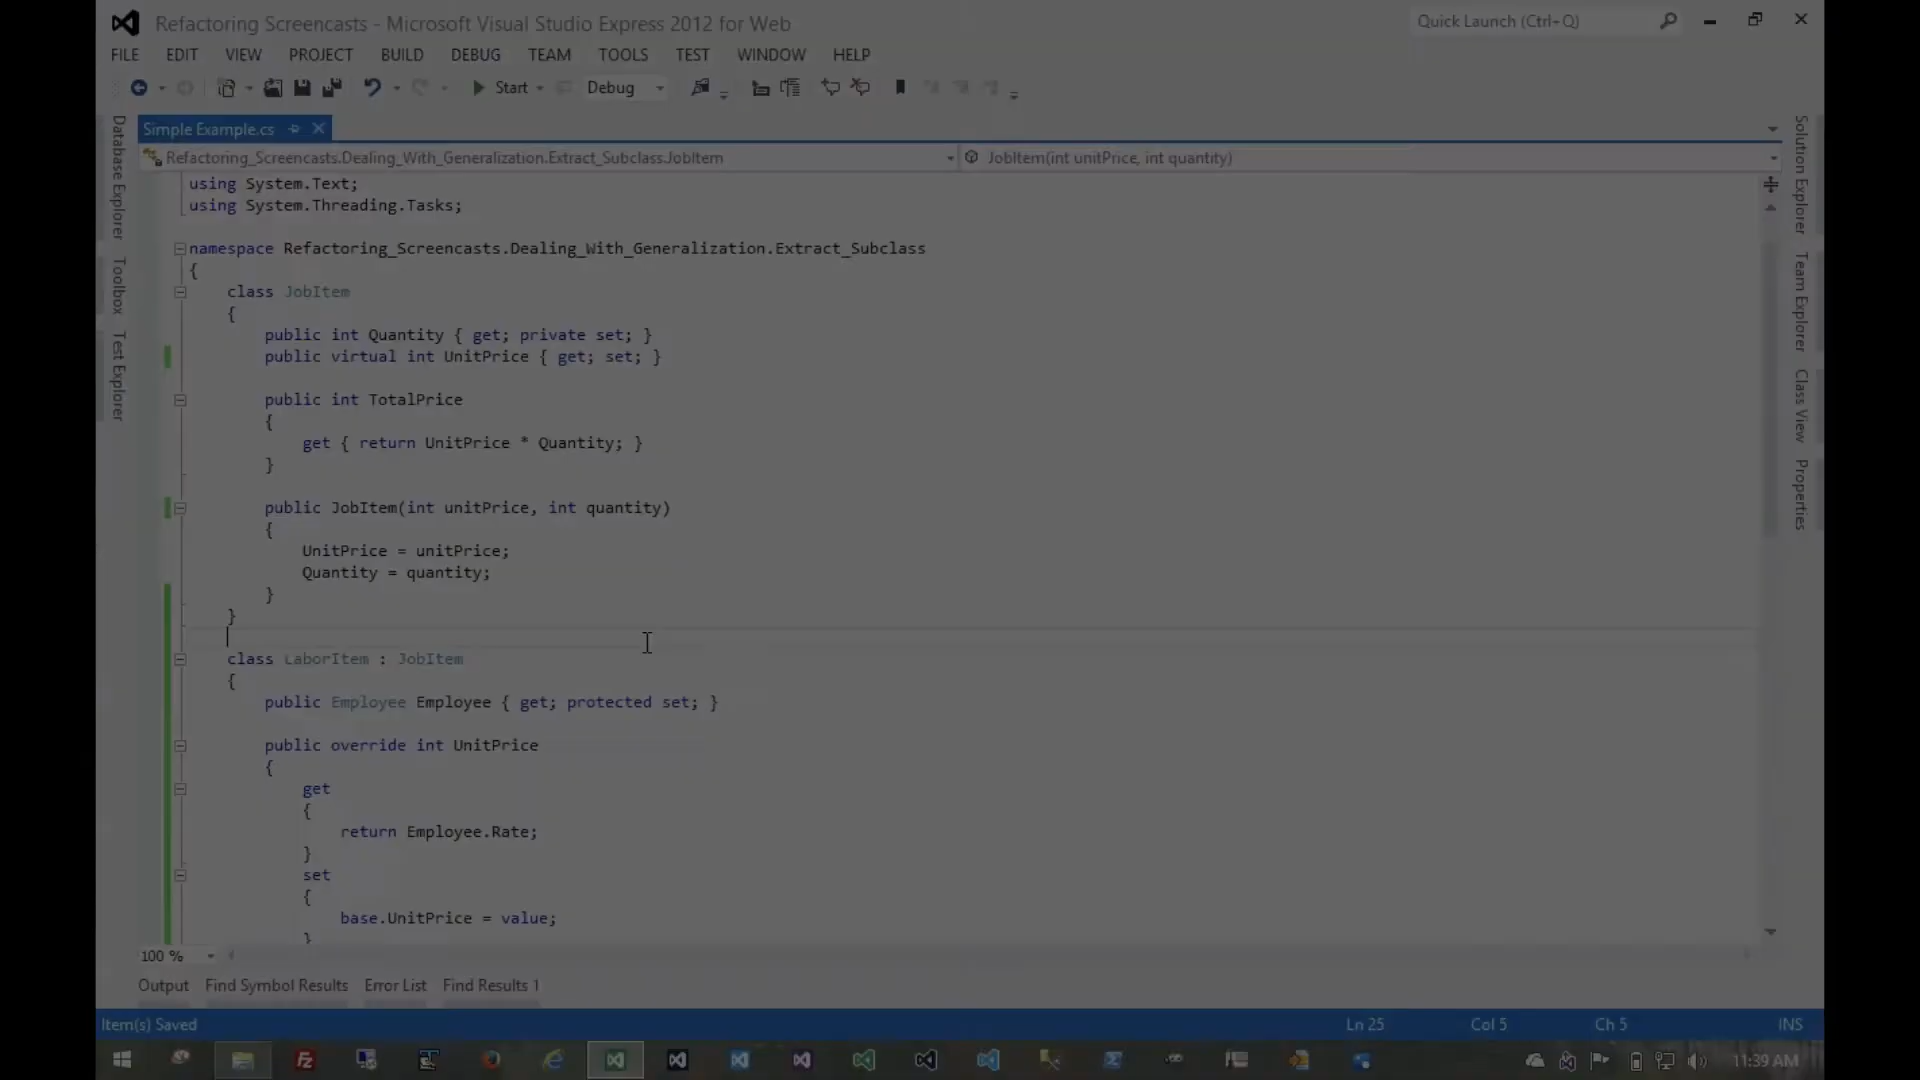 Refactoring Screencasts - Microsoft Visual Studio Express 2012 for Web
Quick Launch (Ctrl+Q)
FILE EDIT VIEW PROJECT BUILD DEBUG TEAM TOOLS TEST WINDOW HELP
Start Debug
Simple Example.cs
Refactoring_Screencasts.Dealing_With_Generalization.Extract_Subclass.JobItem
JobItem(int unitPrice, int quantity)
Database Explorer
Toolbox
Test Explorer
using System.Text;
using System.Threading.Tasks;
namespace Refactoring_Screencasts.Dealing_With_Generalization.Extract_Subclass
{
class JobItem
{
public int Quantity { get; private set; }
public virtual int UnitPrice { get; set; }
public int TotalPrice
{
get { return UnitPrice * Quantity; }
}
public JobItem(int unitPrice, int quantity)
{
UnitPrice = unitPrice;
Quantity = quantity;
}
}
class LaborItem : JobItem
{
public Employee Employee { get; protected set; }
public override int UnitPrice
{
get
{
return Employee.Rate;
}
set
{
base.UnitPrice = value;
}
Solution Explorer
Team Explorer
Class View
Properties
100 %
Output Find Symbol Results Error List Find Results 1
Item(s) Saved Ln 25 Col 5 Ch 5 INS
11:39 AM